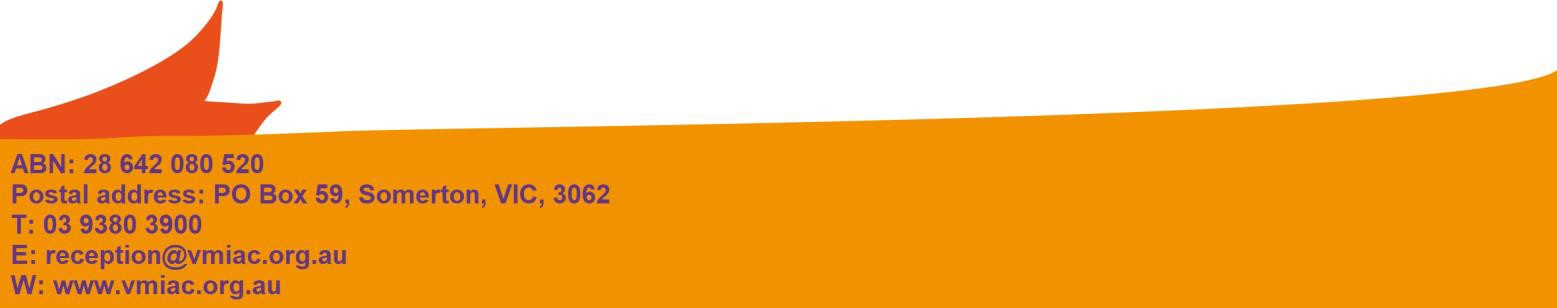 ABN: 28 642 080 520
Postal address: PO Box 59, Somerton, VIC, 3062
T: 03 9380 3900
E: reception@vmiac.org.au
W: www.vmiac.org.au